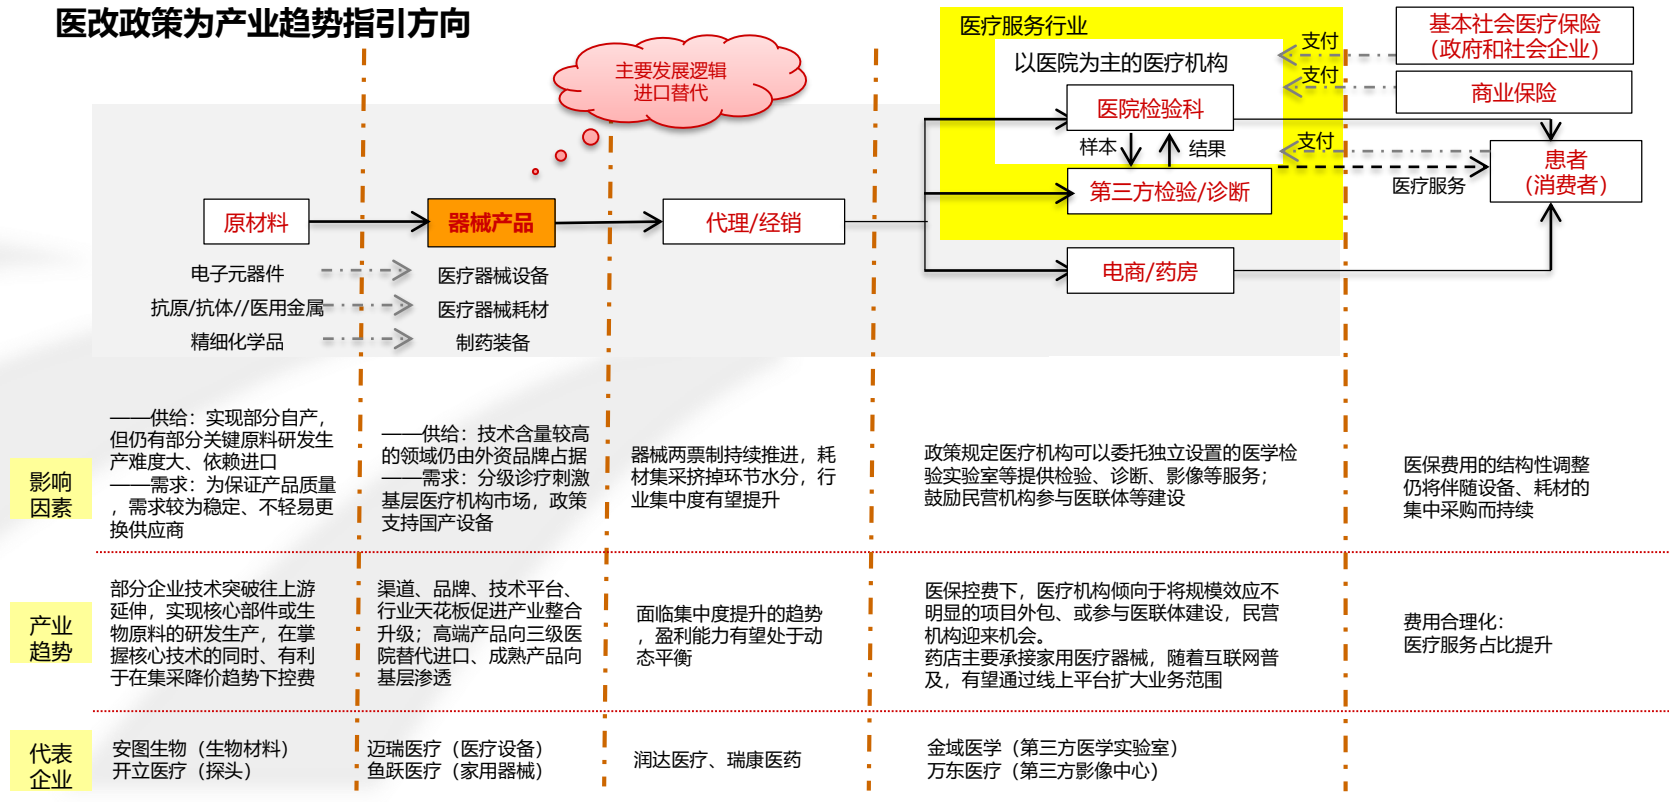 医改政策为产业趋势指引方向
主要发展逻辑
进口替代
医疗服务行业
以医院为主的医疗机构
医院检验科
样本
结果
第三方检验/诊断
支付
支付
支付
基本社会医疗保险
（政府和社会企业）
商业保险
患者
（消费者）
医疗服务
原材料
器械产品
代理/经销
电商/药房
电子元器件
医疗器械设备
抗原/抗体//医用金属
医疗器械耗材
精细化学品
制药装备
影响
因素
——供给：实现部分自产，
但仍有部分关键原料研发生
产难度大、依赖进口
——需求：为保证产品质量
，需求较为稳定、不轻易更
换供应商
——供给：技术含量较高
的领域仍由外资品牌占据
——需求：分级诊疗刺激
基层医疗机构市场，政策
支持国产设备
器械两票制持续推进，耗
材集采挤掉环节水分，行
业集中度有望提升
政策规定医疗机构可以委托独立设置的医学检
验实验室等提供检验、诊断、影像等服务；
鼓励民营机构参与医联体等建设
医保费用的结构性调整
仍将伴随设备、耗材的
集中采购而持续
产业
趋势
部分企业技术突破往上游
延伸，实现核心部件或生
物原料的研发生产，在掌
握核心技术的同时、有利
于在集采降价趋势下控费
渠道、品牌、技术平台、
行业天花板促进产业整合
升级；高端产品向三级医
院替代进口、成熟产品向
基层渗透
面临集中度提升的趋势
，盈利能力有望处于动
态平衡
医保控费下，医疗机构倾向于将规模效应不
明显的项目外包、或参与医联体建设，民营
机构迎来机会。
药店主要承接家用医疗器械，随着互联网普
及，有望通过线上平台扩大业务范围
费用合理化：
医疗服务占比提升
代表
企业
安图生物（生物材料）
开立医疗（探头）
迈瑞医疗（医疗设备）
鱼跃医疗（家用器械）
润达医疗、瑞康医药
金域医学（第三方医学实验室）
万东医疗（第三方影像中心）